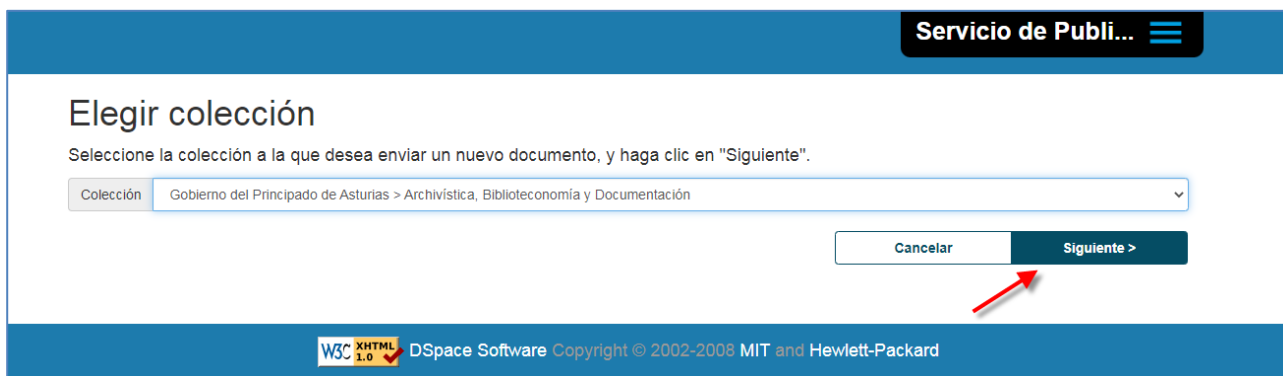 Servicio de Publi...
Elegir colección
Seleccione la colección a la que desea enviar un nuevo documento, y haga clic en "Siguiente".
Colección Gobierno del Principado de Asturias > Archivística, Biblioteconomía y Documentación
Cancelar Siguiente >
W3C XHTML 1.0 DSpace Software Copyright © 2002-2008 MIT and Hewlett-Packard